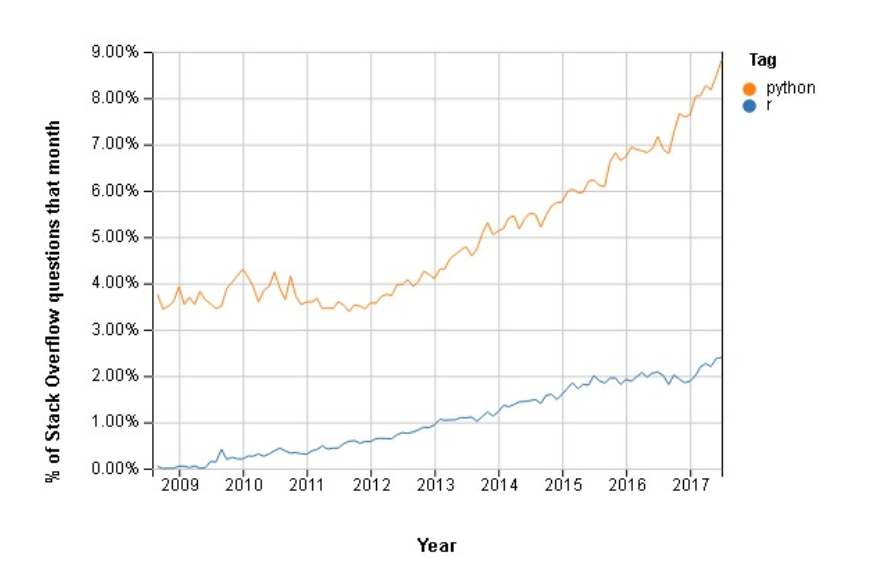 9.00%
8.00%
7.00%
6.00%
5.00%
4.00%
3.00%
2.00%
1.00%
0.00%
% of Stack Overflow questions that month
2009 2010 2011 2012 2013 2014 2015 2016 2017
Year
Tag
python
r